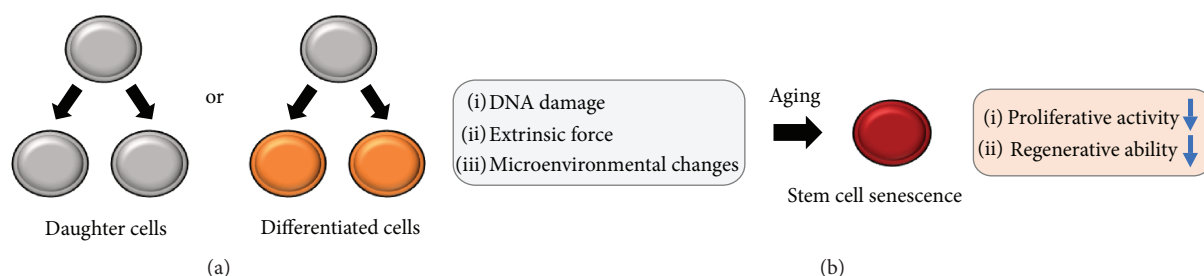 or
Daughter cells
Differentiated cells
(a)
(i) DNA damage
(ii) Extrinsic force
(iii) Microenvironmental changes
Aging
Stem cell senescence
(i) Proliferative activity
(ii) Regenerative ability
(b)